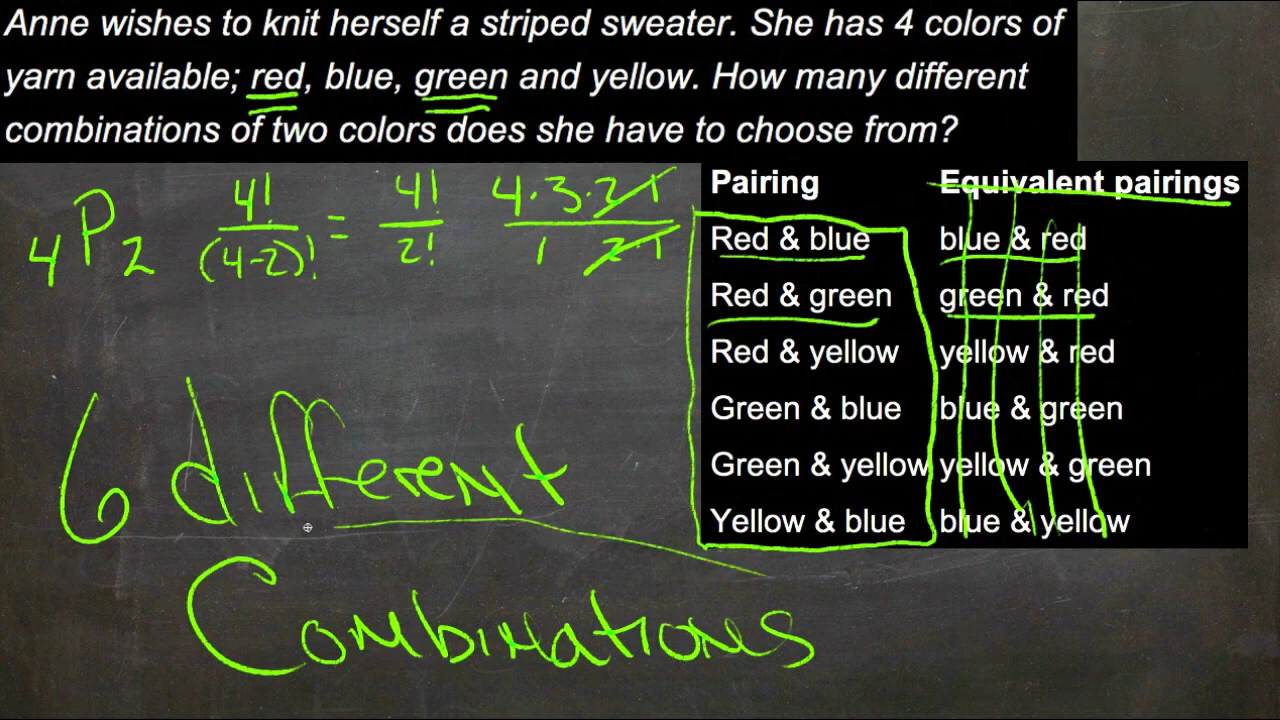 Anne wishes to knit herself a striped sweater. She has 4 colors of
yarn available; red, blue, green and yellow. How many different
combinations of two colors does she have to choose from?
4P2 4!/(4-2)! = 4!/2! 4·3·2·1/1 2·1
Pairing Equivalent pairings
Red & blue blue & red
Red & green green & red
Red & yellow yellow & red
Green & blue blue & green
Green & yellow yellow & green
Yellow & blue blue & yellow
6 different
Combinations